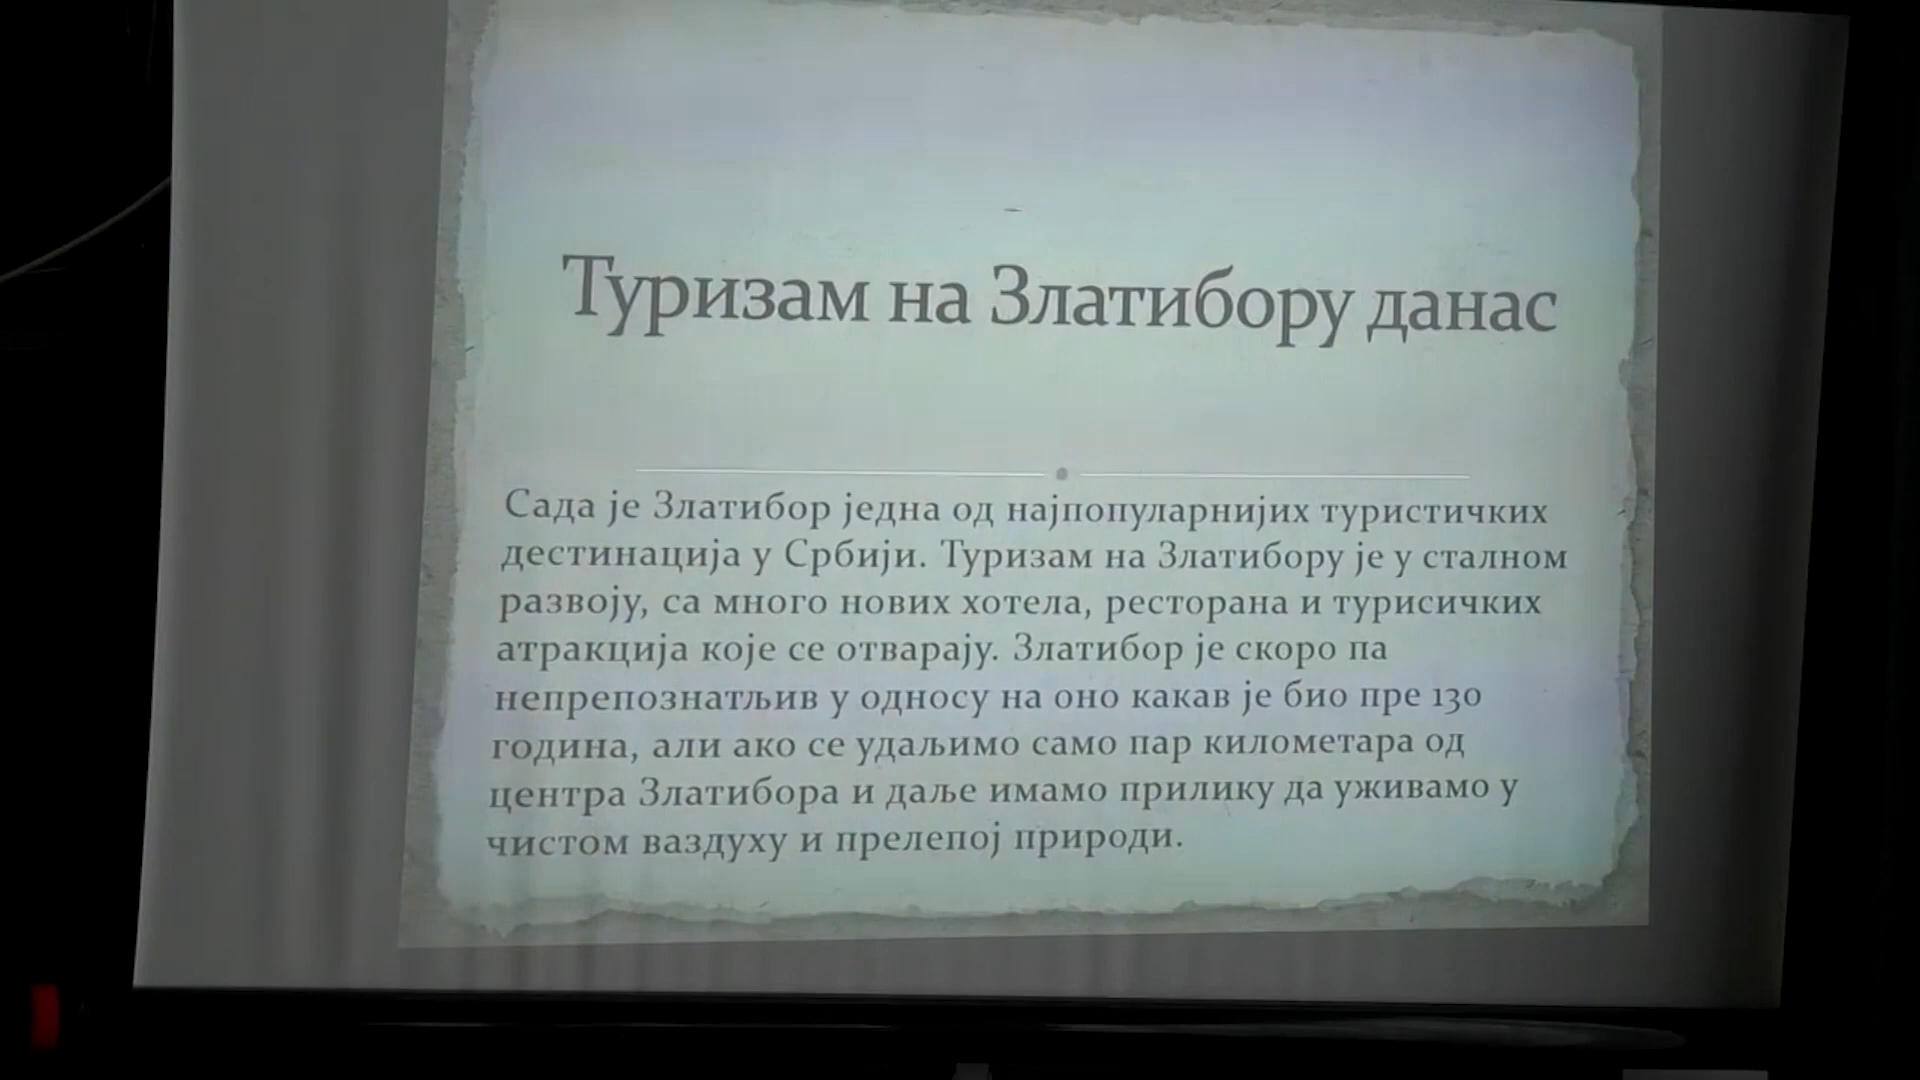 Туризам на Златибору данас
Сада је Златибор једна од најпопуларнијих туристичких
дестинација у Србији. Туризам на Златибору је у сталном
развоју, са много нових хотела, ресторана и турисичких
атракција које се отварају. Златибор је скоро па
непрепознатљив у односу на оно какав је био пре 130
година, али ако се удаљимо само пар километара од
центра Златибора и даље имамо прилику да уживамо у
чистом ваздуху и прелепој природи.